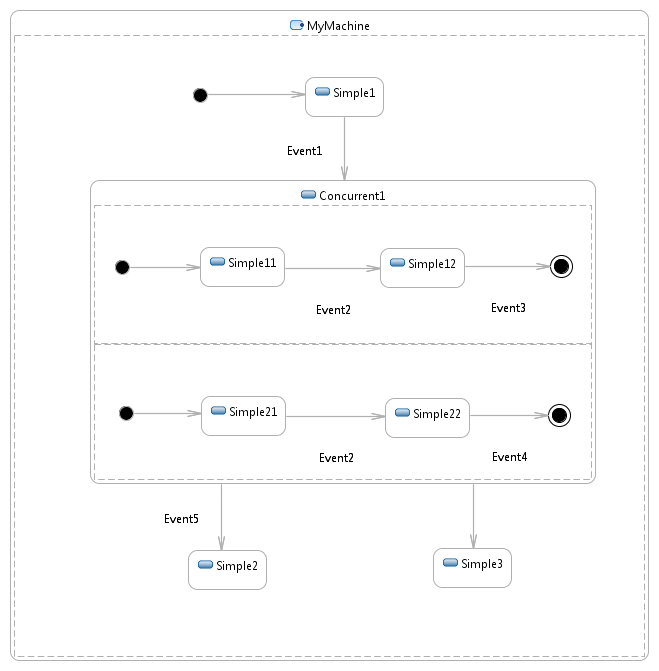 MyMachine
Simple1
Event1
Concurrent1
Simple11
Simple12
Event2
Event3
Simple21
Simple22
Event2
Event4
Event5
Simple2
Simple3